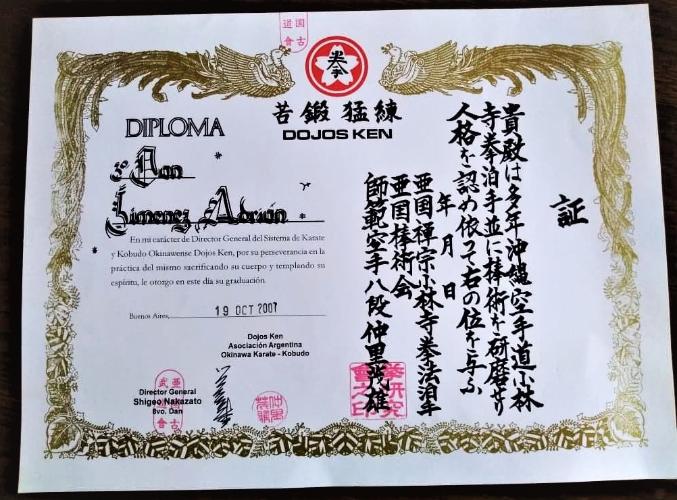 拳
苦鍛猛練
DOJOS KEN
DIPLOMA
3º Dan
Jimenez Adrián
En mi carácter de Director General del Sistema de Karate
y Kobudo Okinawense Dojos Ken, por su perseverancia en la
práctica del mismo sacrificando su cuerpo y templando su
espíritu, le otorgo en este día su graduación.
Buenos Aires, 19 OCT 2007
Dojos Ken
Asociación Argentina
Okinawa Karate - Kobudo
Director General
Shigeo Nakazato
8vo. Dan
証
貴殿は多年沖縄空手道小林
寺拳泊手並に棒術を研磨せり
人格を認め依って右の位を与ふ
年月日
亜国禅宗小林寺拳法泊手
亜国棒術会
師範空手八段仲里茂雄